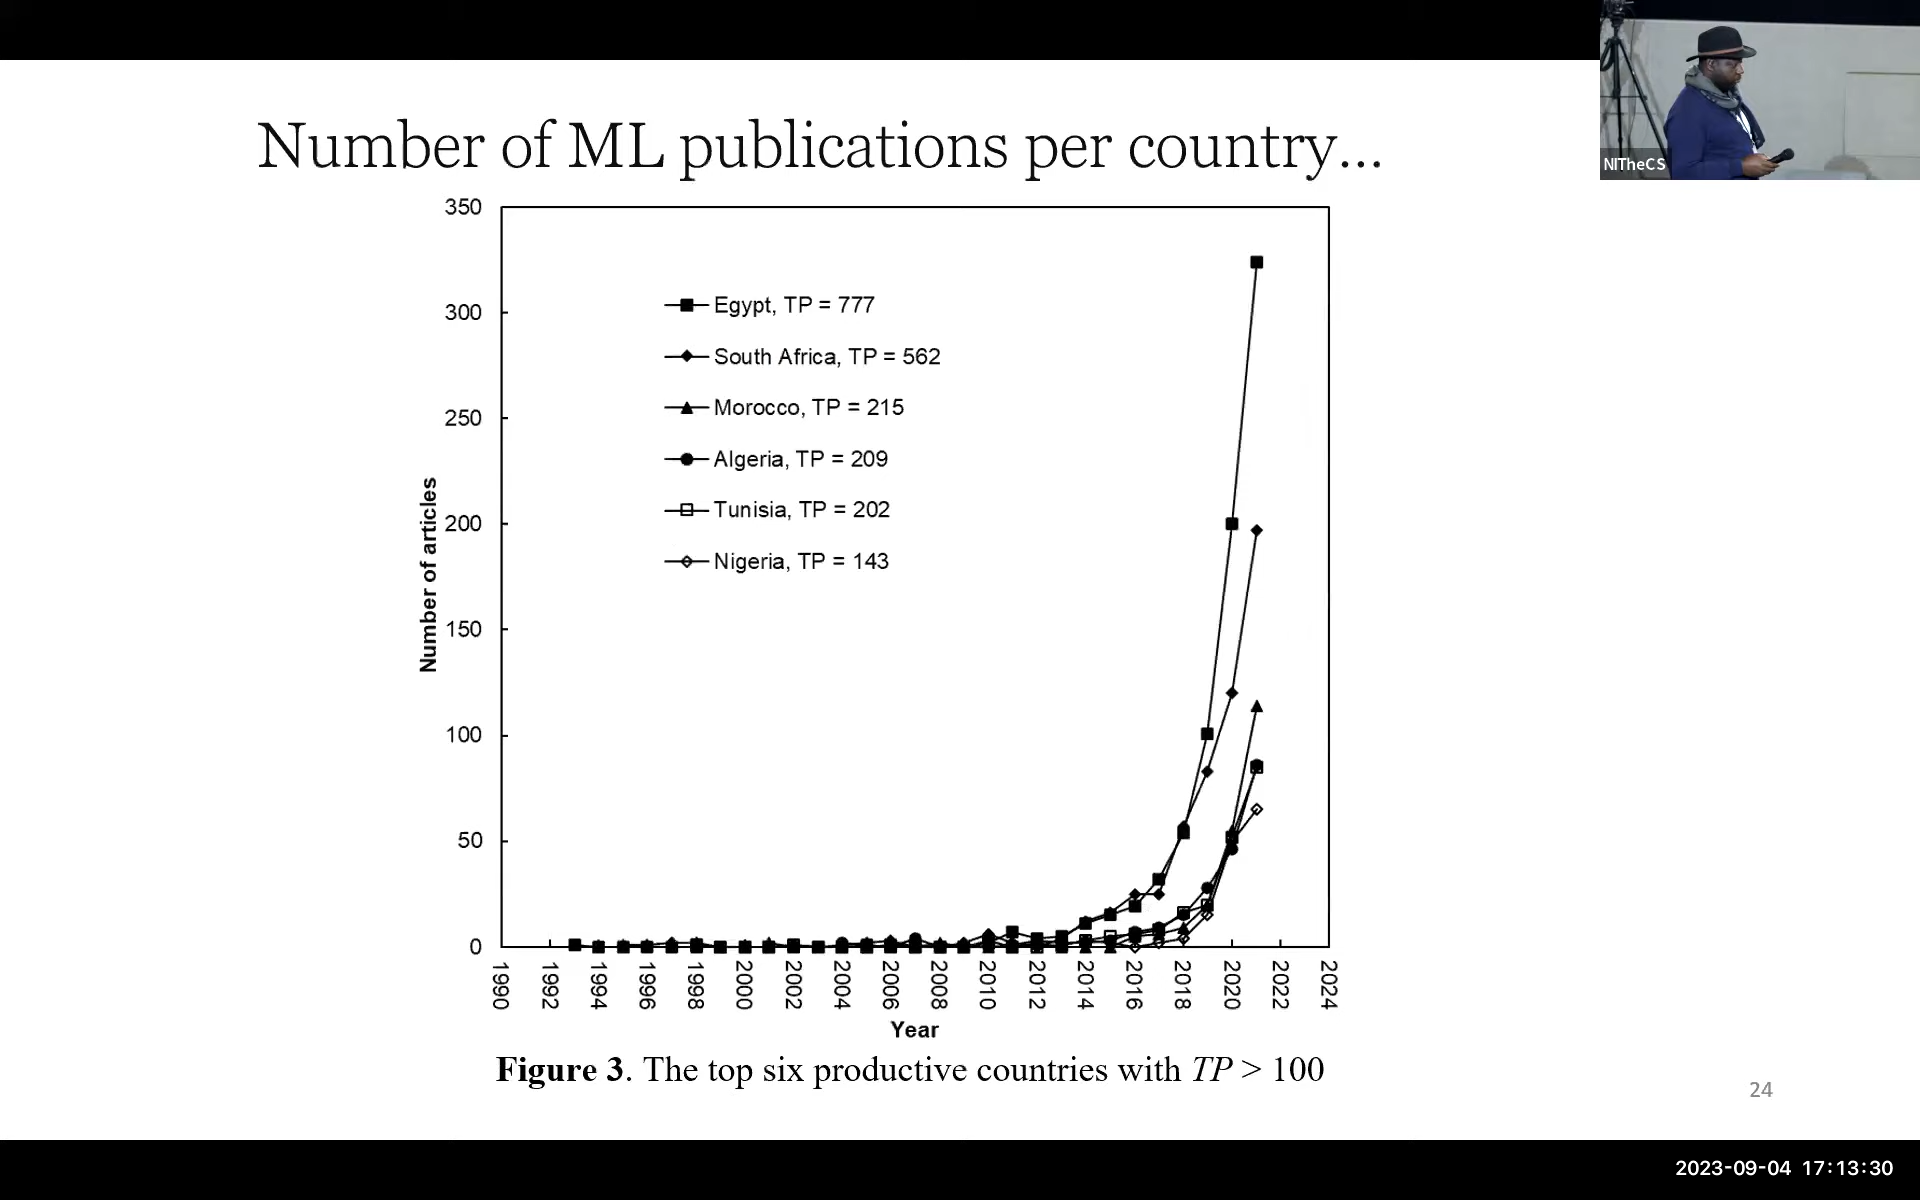 NITheCS
Number of ML publications per country...
350
300
250
200
150
100
50
0
Number of articles
Egypt, TP = 777
South Africa, TP = 562
Morocco, TP = 215
Algeria, TP = 209
Tunisia, TP = 202
Nigeria, TP = 143
1990 1992 1994 1996 1998 2000 2002 2004 2006 2008 2010 2012 2014 2016 2018 2020 2022 2024
Year
Figure 3. The top six productive countries with TP > 100
24
2023-09-04 17:13:30